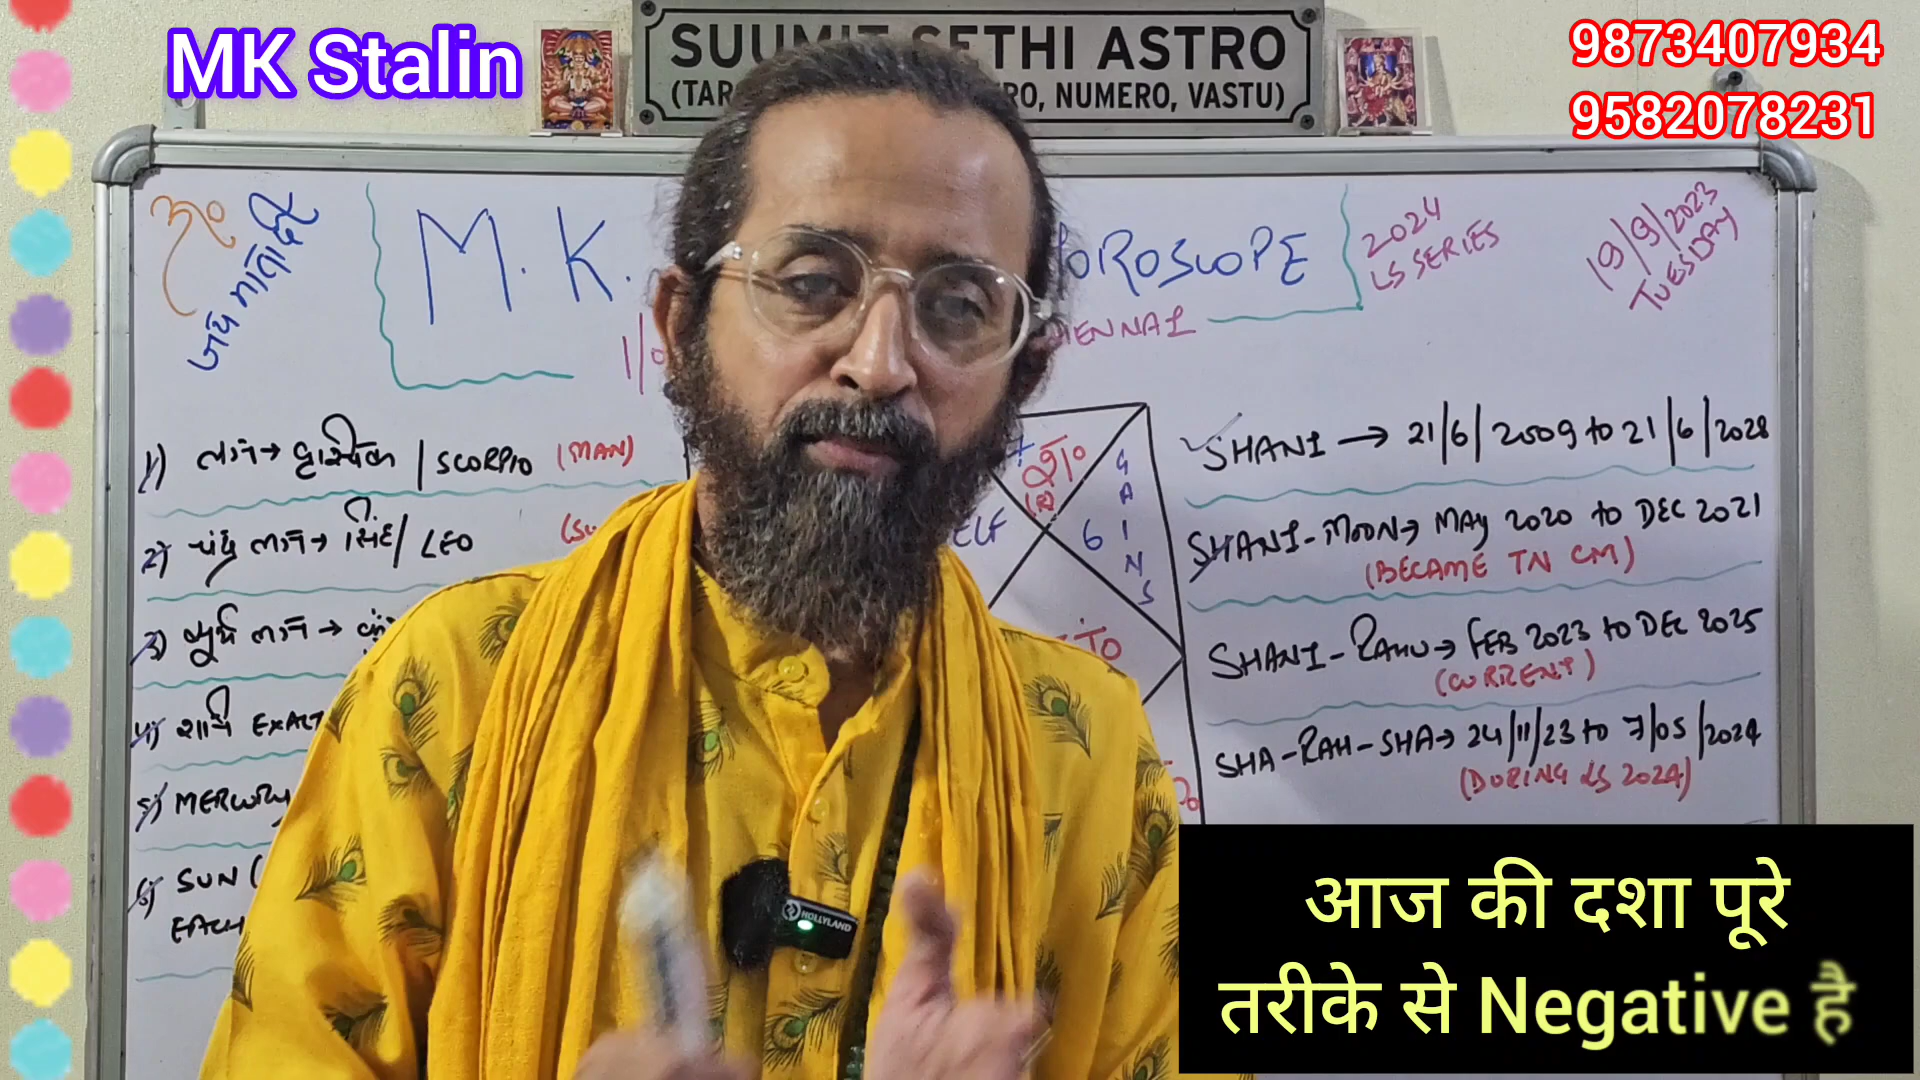 MK Stalin
SUUMIT SETHI ASTRO
RO, NUMERO, VASTU)
9873407934
9582078231
ॐ
जय माता दी
M. K.
HOROSCOPE
2024
LS SERIES
19/9/2023
TUESDAY
CHENNAI
1) लग्न → वृश्चिक / SCORPIO (MAN)
2) चंद्र लग्न → सिंह / LEO
3) सूर्य लग्न →
4) शनि EXALT
5) MERCURY
6) SUN (
EACH
श०
(R)
GAINS
6
ELF
SHANI → 21/6/2009 to 21/6/2028
SHANI-MOON → MAY 2020 to DEC 2021
(BECAME TN CM)
SHANI-RAHU → FEB 2023 to DEC 2025
(CURRENT)
SHA-RAH-SHA → 24/11/23 to 7/05/2024
(DURING LS 2024)
HOLLYLAND
आज की दशा पूरे
तरीके से Negative है